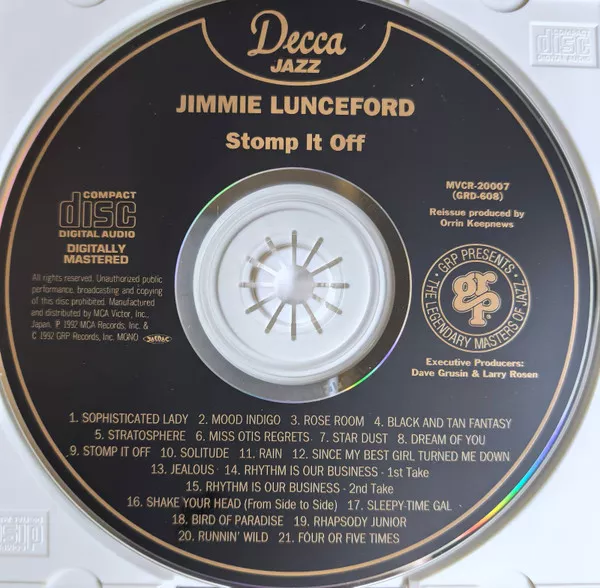 Decca
JAZZ
JIMMIE LUNCEFORD
Stomp It Off
COMPACT
disc
DIGITAL AUDIO
DIGITALLY
MASTERED
MVCR-20007
(GRD-608)
Reissue produced by
Orrin Keepnews
All rights reserved. Unauthorized public
performance, broadcasting and copying
of this disc prohibited. Manufactured
and distributed by MCA Victor, Inc.,
Japan. ℗ 1992 MCA Records, Inc. &
© 1992 GRP Records, Inc. MGNO JASRAC
GRP PRESENTS • THE LEGENDARY MASTERS OF JAZZ •
grp
Executive Producers:
Dave Grusin & Larry Rosen
1. SOPHISTICATED LADY 2. MOOD INDIGO 3. ROSE ROOM 4. BLACK AND TAN FANTASY
5. STRATOSPHERE 6. MISS OTIS REGRETS 7. STAR DUST 8. DREAM OF YOU
9. STOMP IT OFF 10. SOLITUDE 11. RAIN 12. SINCE MY BEST GIRL TURNED ME DOWN
13. JEALOUS 14. RHYTHM IS OUR BUSINESS - 1st Take
15. RHYTHM IS OUR BUSINESS - 2nd Take
16. SHAKE YOUR HEAD (From Side to Side) 17. SLEEPY-TIME GAL
18. BIRD OF PARADISE 19. RHAPSODY JUNIOR
20. RUNNIN' WILD 21. FOUR OR FIVE TIMES
COMPACT
disc